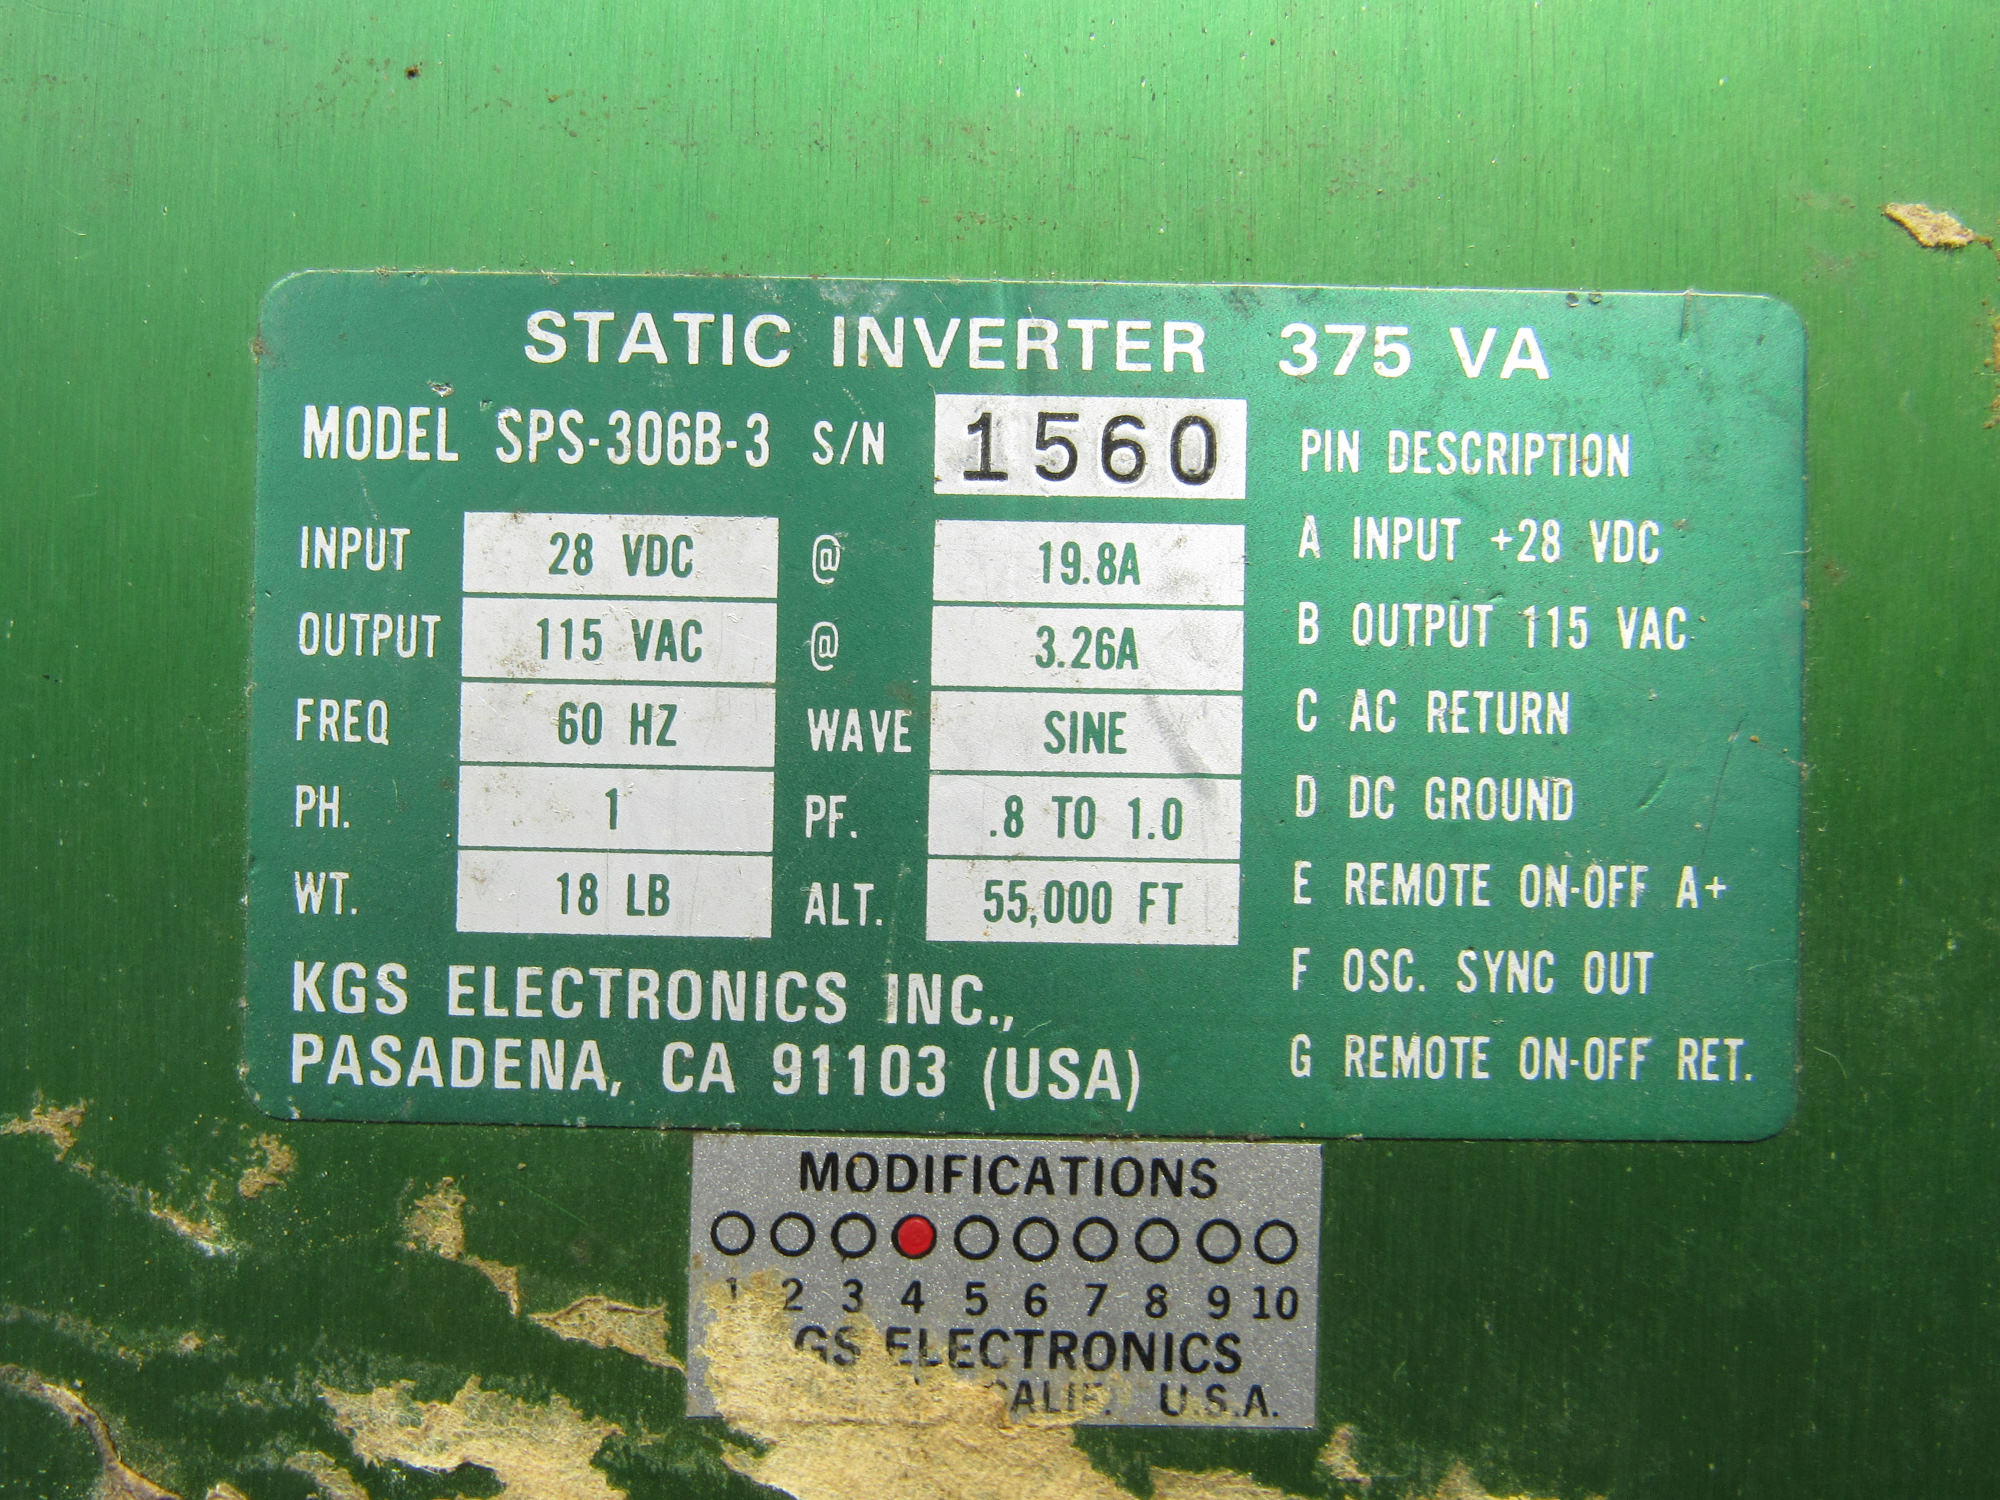 STATIC INVERTER 375 VA
MODEL SPS-306B-3 S/N 1560
INPUT 28 VDC @ 19.8A
OUTPUT 115 VAC @ 3.26A
FREQ 60 HZ WAVE SINE
PH. 1 PF. .8 TO 1.0
WT. 18 LB ALT. 55,000 FT
KGS ELECTRONICS INC.,
PASADENA, CA 91103 (USA)
PIN DESCRIPTION
A INPUT +28 VDC
B OUTPUT 115 VAC
C AC RETURN
D DC GROUND
E REMOTE ON-OFF A+
F OSC. SYNC OUT
G REMOTE ON-OFF RET.
MODIFICATIONS
1 2 3 4 5 6 7 8 9 10
GS ELECTRONICS
CALIF. U.S.A.